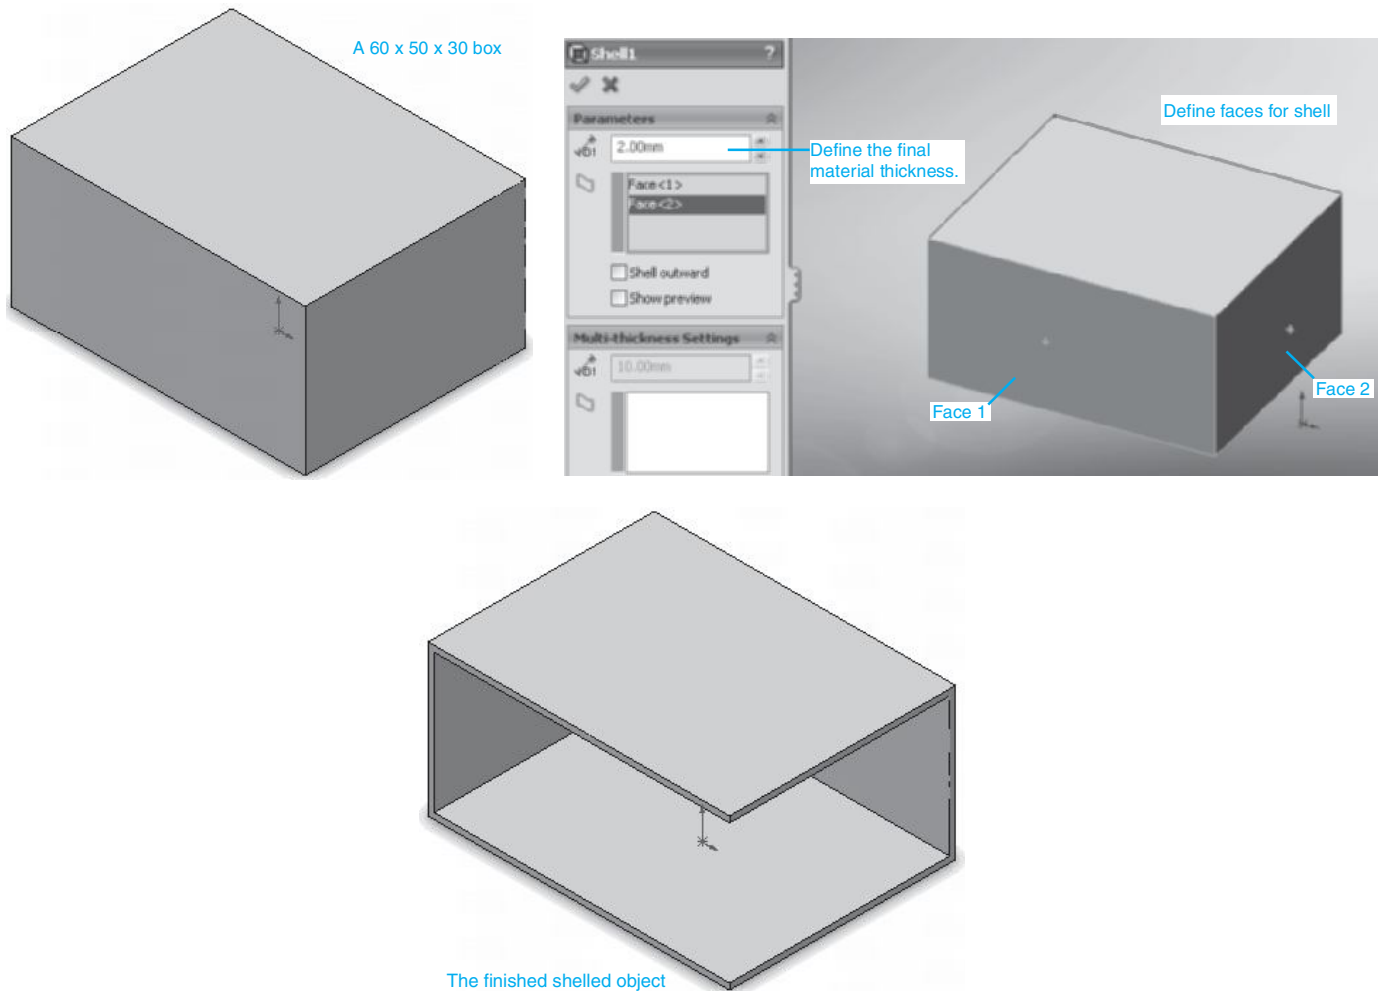 A 60 x 50 x 30 box
Shell1 ?
Parameters
D1 2.00mm
Face<1>
Face<2>
Shell outward
Show preview
Multi-thickness Settings
D1 10.00mm
Define the final
material thickness.
Define faces for shell
Face 1
Face 2
The finished shelled object